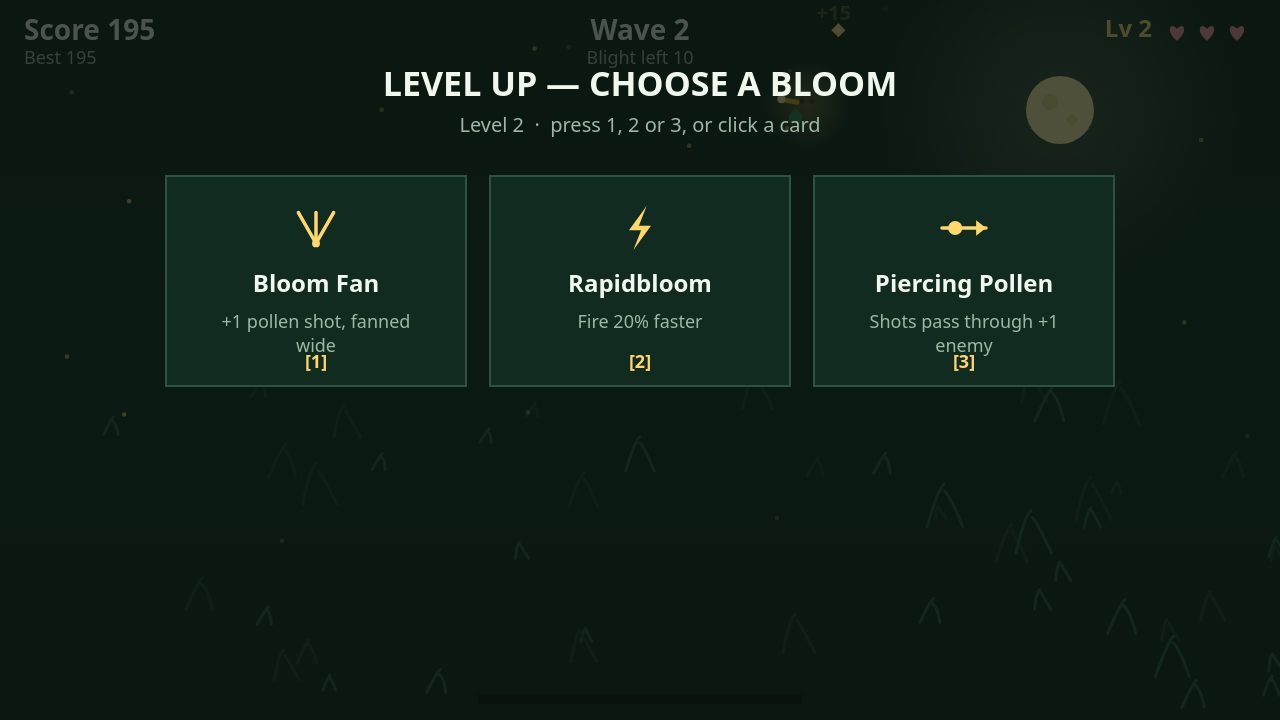 Score 195
Best 195
Wave 2
Blight left 10
+15
Lv 2
LEVEL UP — CHOOSE A BLOOM
Level 2 · press 1, 2 or 3, or click a card
Bloom Fan
+1 pollen shot, fanned
wide
[1]
Rapidbloom
Fire 20% faster
[2]
Piercing Pollen
Shots pass through +1
enemy
[3]